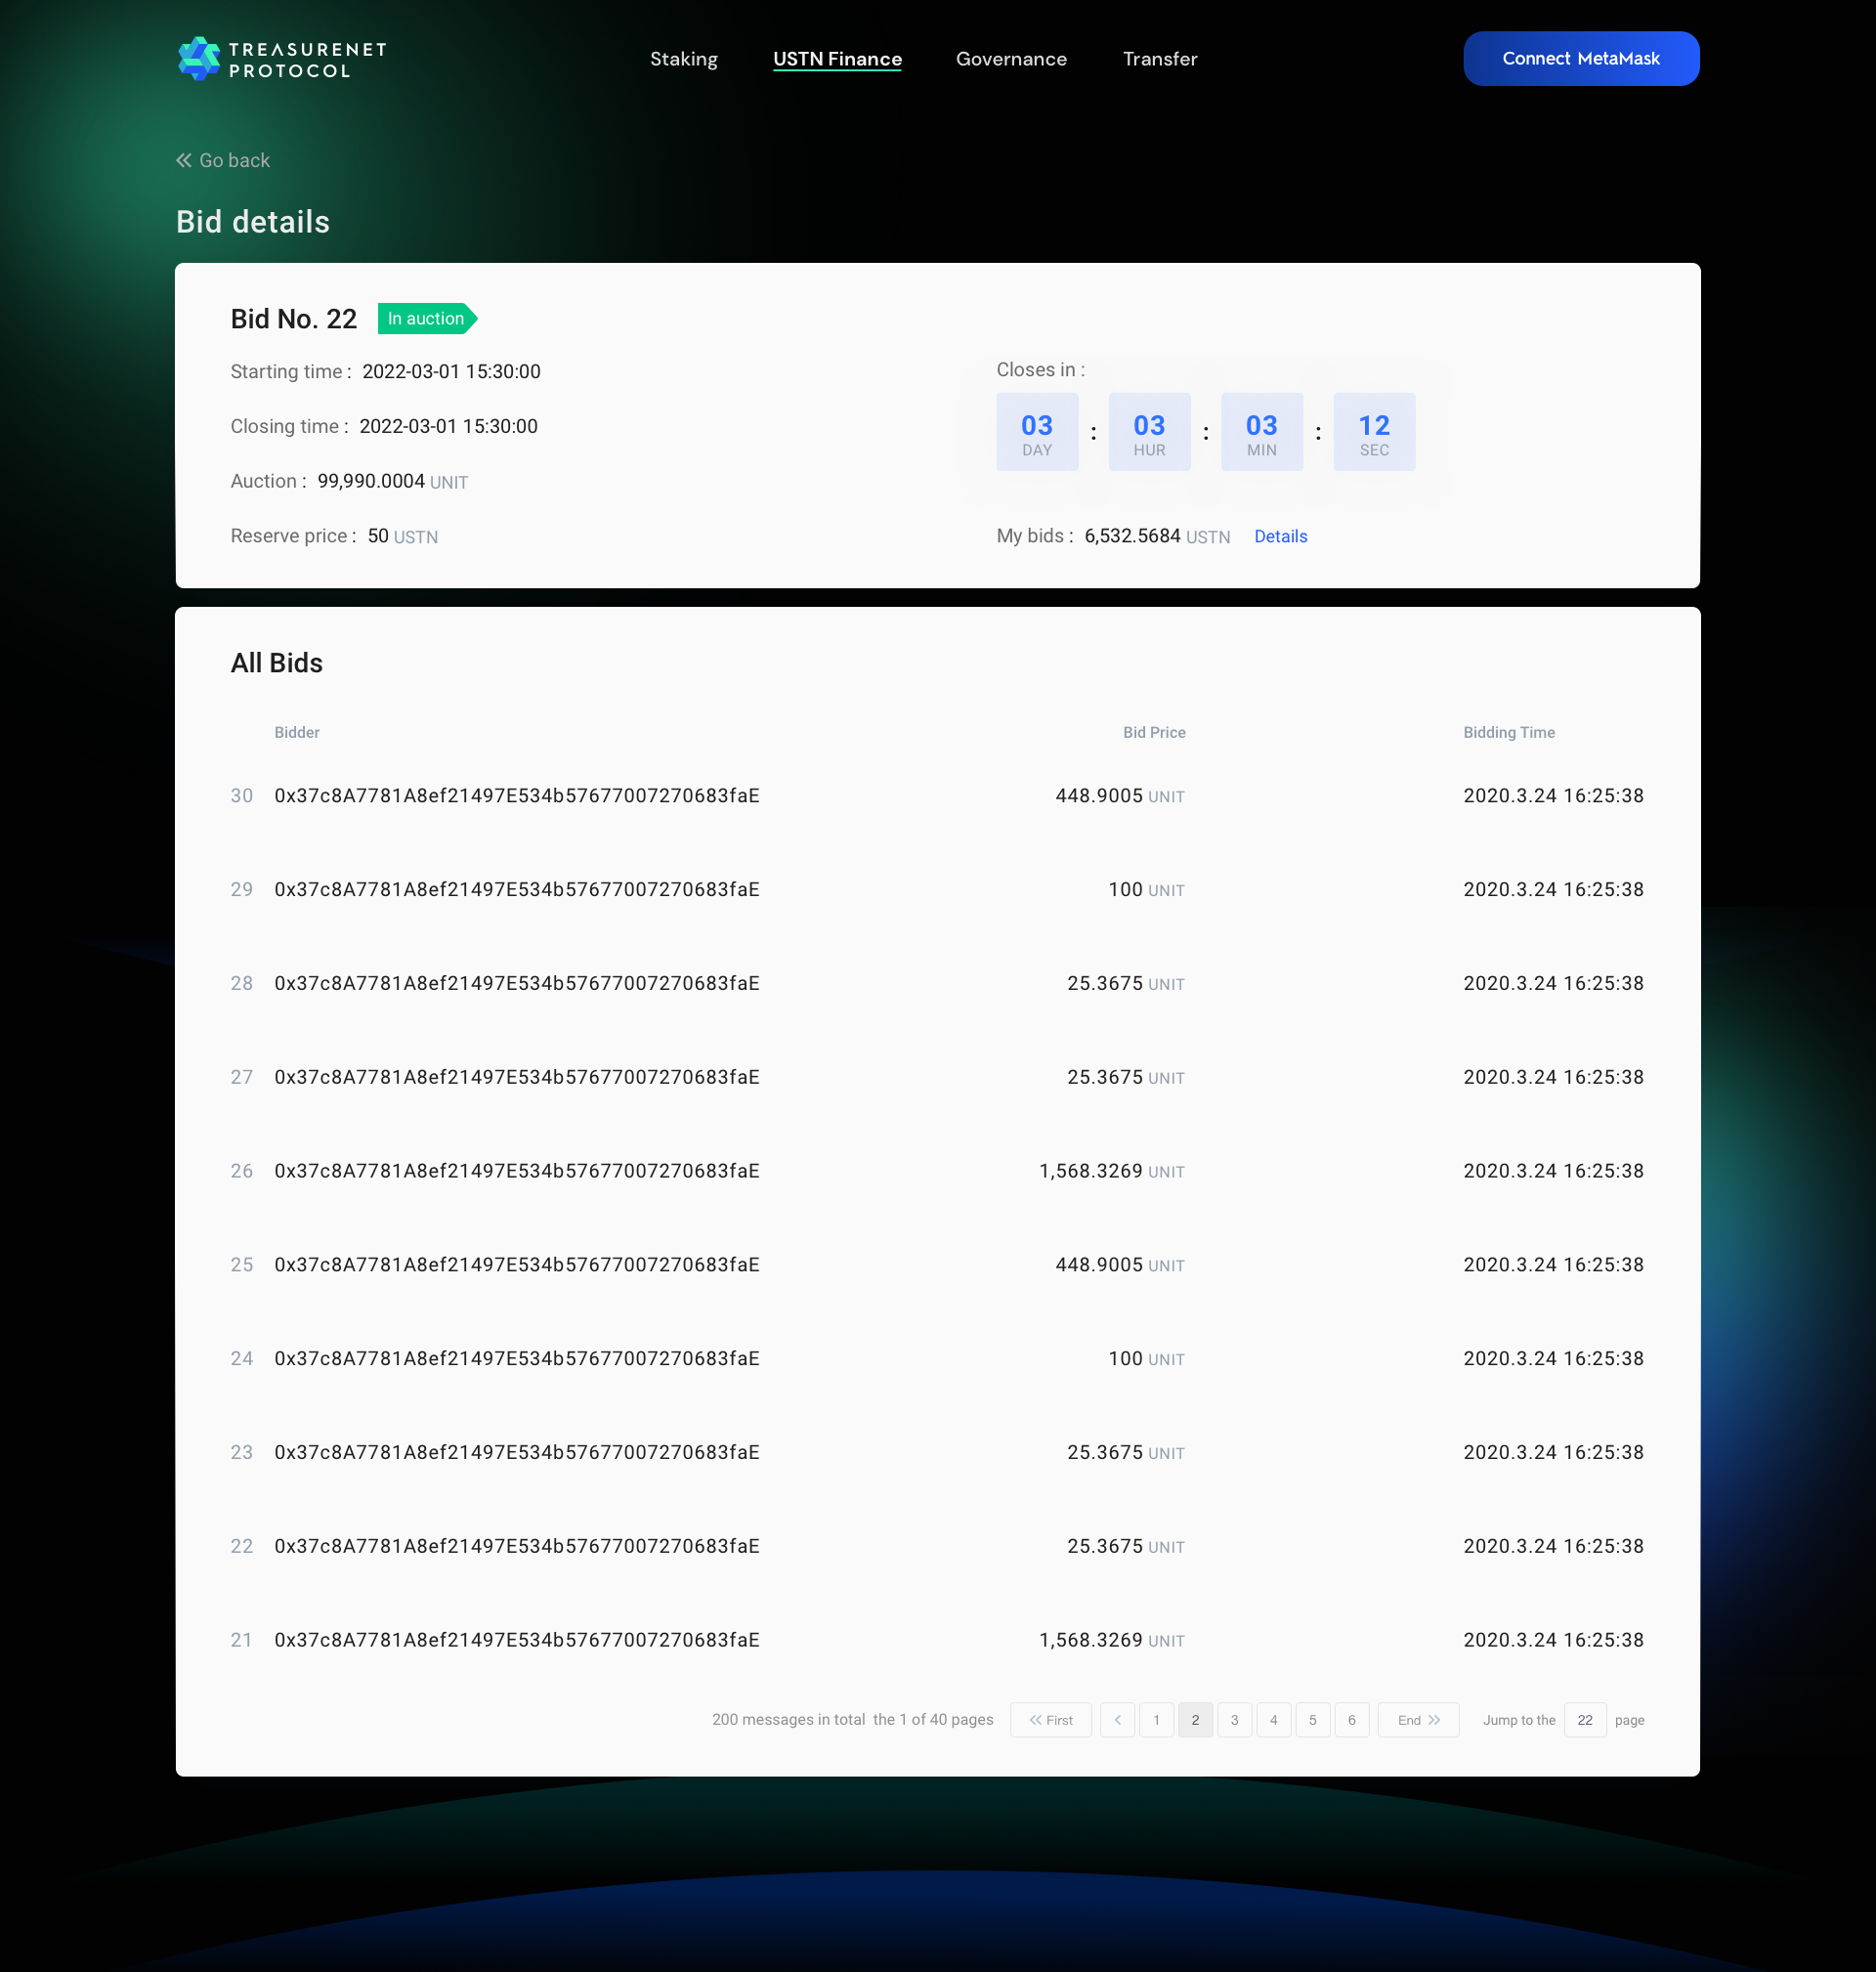 TREASURENET
PROTOCOL
Staking USTN Finance Governance Transfer
Connect MetaMask
Go back
Bid details
Bid No. 22 In auction
Starting time : 2022-03-01 15:30:00
Closing time : 2022-03-01 15:30:00
Auction : 99,990.0004 UNIT
Reserve price : 50 USTN
Closes in :
03 : 03 : 03 : 12
DAY HUR MIN SEC
My bids : 6,532.5684 USTN Details
All Bids
Bidder Bid Price Bidding Time
30 0x37c8A7781A8ef21497E534b57677007270683faE 448.9005 UNIT 2020.3.24 16:25:38
29 0x37c8A7781A8ef21497E534b57677007270683faE 100 UNIT 2020.3.24 16:25:38
28 0x37c8A7781A8ef21497E534b57677007270683faE 25.3675 UNIT 2020.3.24 16:25:38
27 0x37c8A7781A8ef21497E534b57677007270683faE 25.3675 UNIT 2020.3.24 16:25:38
26 0x37c8A7781A8ef21497E534b57677007270683faE 1,568.3269 UNIT 2020.3.24 16:25:38
25 0x37c8A7781A8ef21497E534b57677007270683faE 448.9005 UNIT 2020.3.24 16:25:38
24 0x37c8A7781A8ef21497E534b57677007270683faE 100 UNIT 2020.3.24 16:25:38
23 0x37c8A7781A8ef21497E534b57677007270683faE 25.3675 UNIT 2020.3.24 16:25:38
22 0x37c8A7781A8ef21497E534b57677007270683faE 25.3675 UNIT 2020.3.24 16:25:38
21 0x37c8A7781A8ef21497E534b57677007270683faE 1,568.3269 UNIT 2020.3.24 16:25:38
200 messages in total the 1 of 40 pages First 1 2 3 4 5 6 End Jump to the 22 page